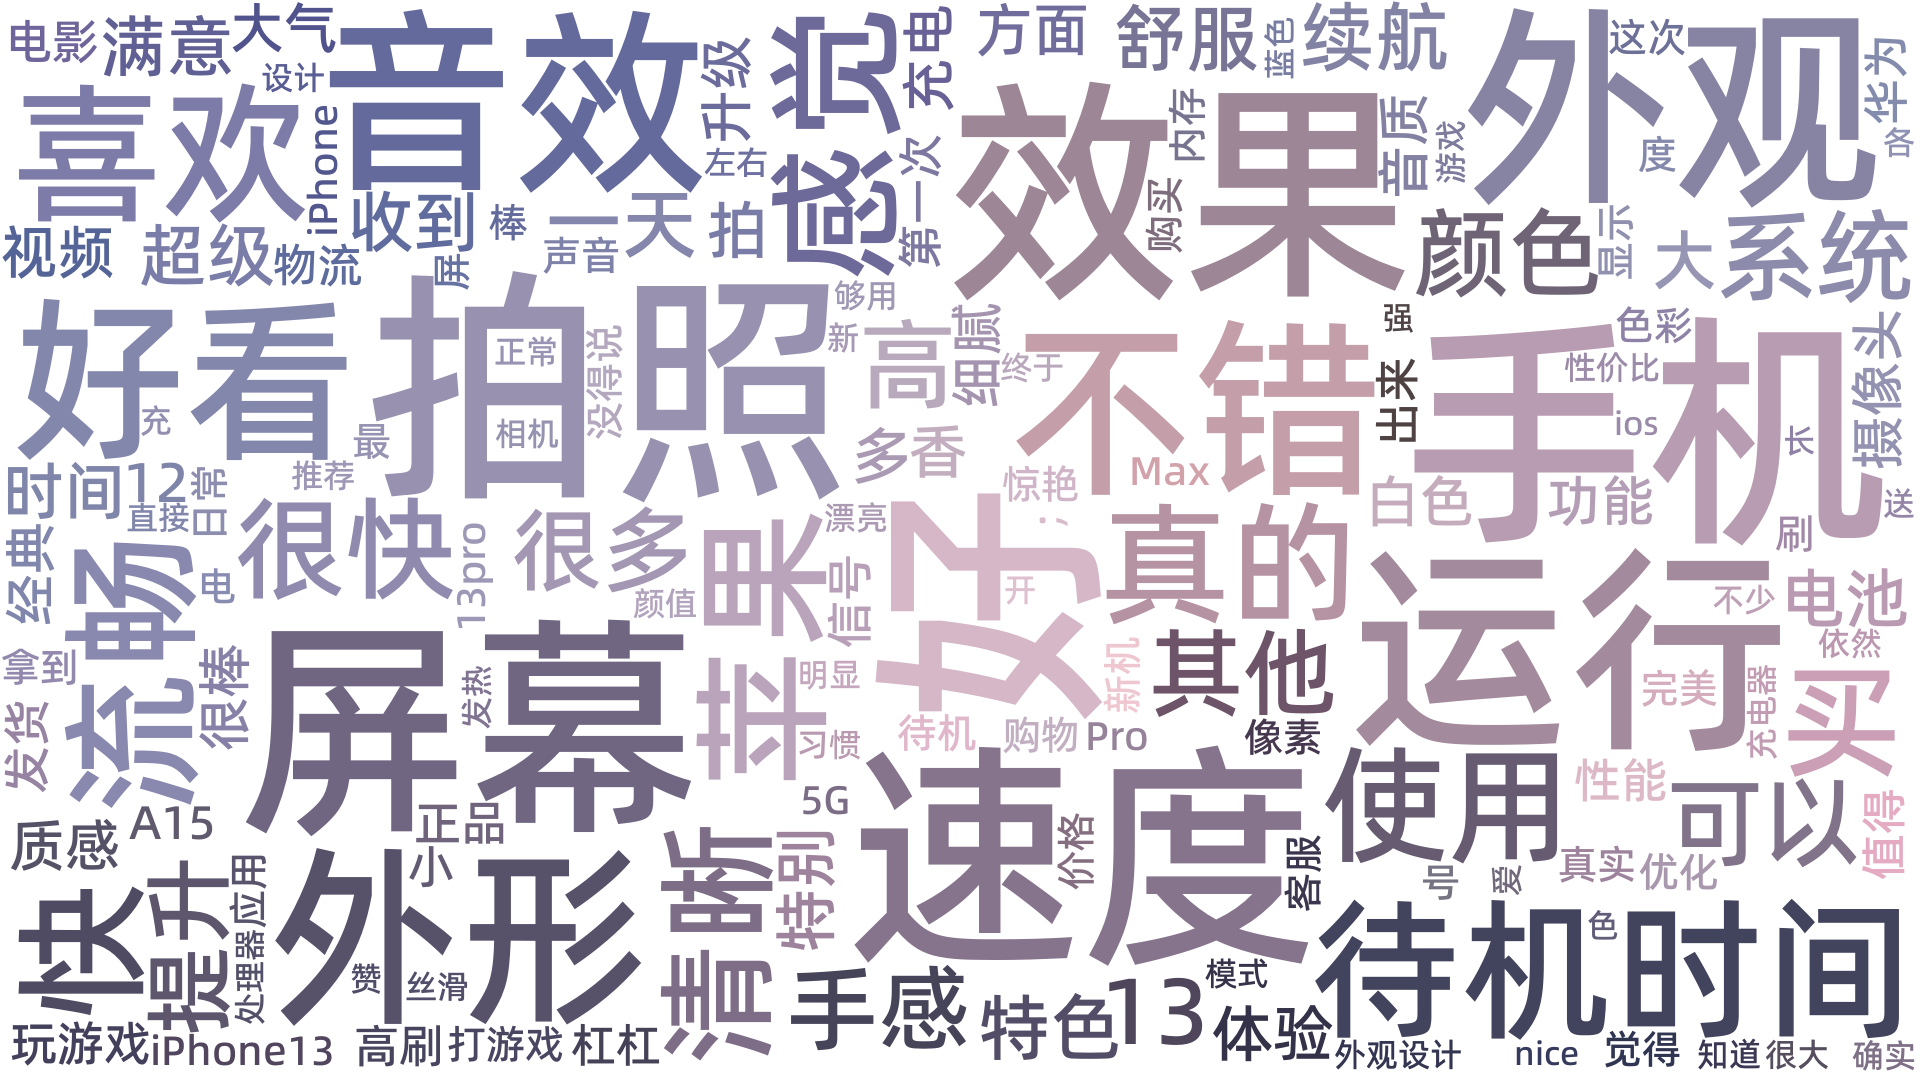 电影
满意
大气
设计
音效
升级
左右
感觉
充电
方面
舒服
蓝色
续航
外观
这次
华为
各
喜欢
iPhone
收到
棒
一天
声音
拍
第一次
效果
内存
购买
音质
游戏
度
视频
超级
物流
屏
颜色
显示
大
系统
好看
充
拍照
正常
相机
没得说
够用
新
高
细腻
终于
不错
强
出来
手机
色彩
性价比
ios
长
摄像头
最
推荐
多
香
惊艳
Max
白色
功能
刷
送
时间
12
日常
直接
经典
电
很快
13pro
很多
颜值
苹果
漂亮
信号
好
；
开
真的
运行
不少
电池
依然
流畅
拿到
很棒
发货
屏幕
发热
明显
习惯
待机
购物
新机
Pro
其他
像素
完美
充电器
买
质感
A15
正品
小
5G
速度
价格
使用
性能
可以
值得
快
提升
应用
处理器
外形
赞
丝滑
清晰
特别
客服
叫
爱
真实
优化
手感
特色
13
模式
体验
待机时间
色
玩游戏
iPhone13
高刷
打游戏
杠杠
外观设计
nice
觉得
知道
很大
确实